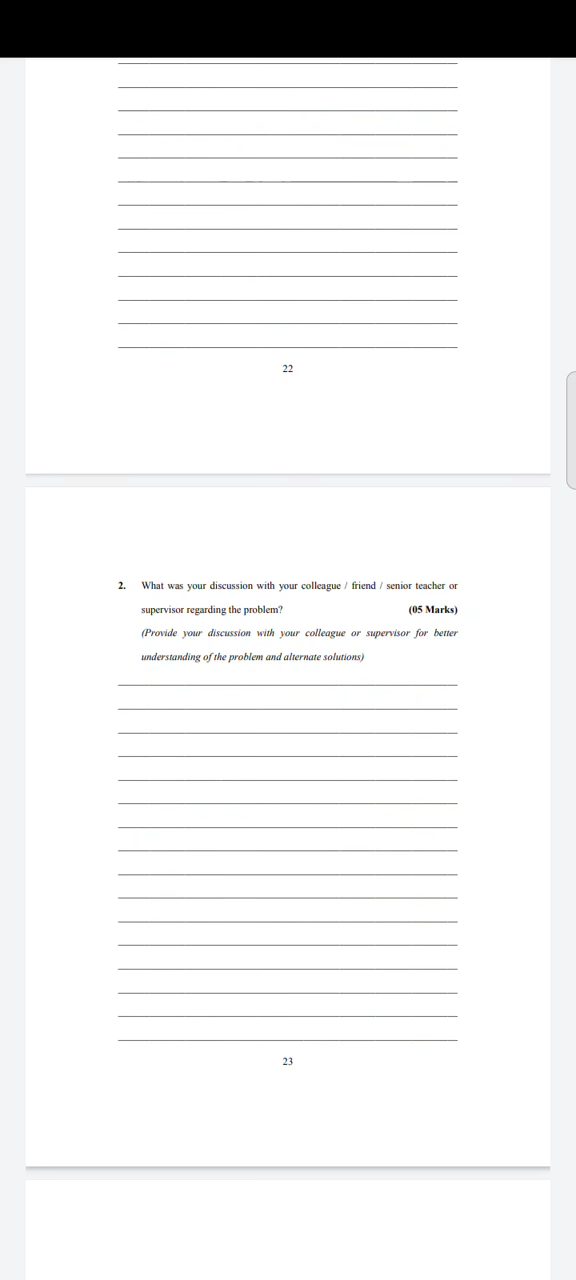 22
2. What was your discussion with your colleague / friend / senior teacher or
supervisor regarding the problem? (05 Marks)
(Provide your discussion with your colleague or supervisor for better
understanding of the problem and alternate solutions)
23